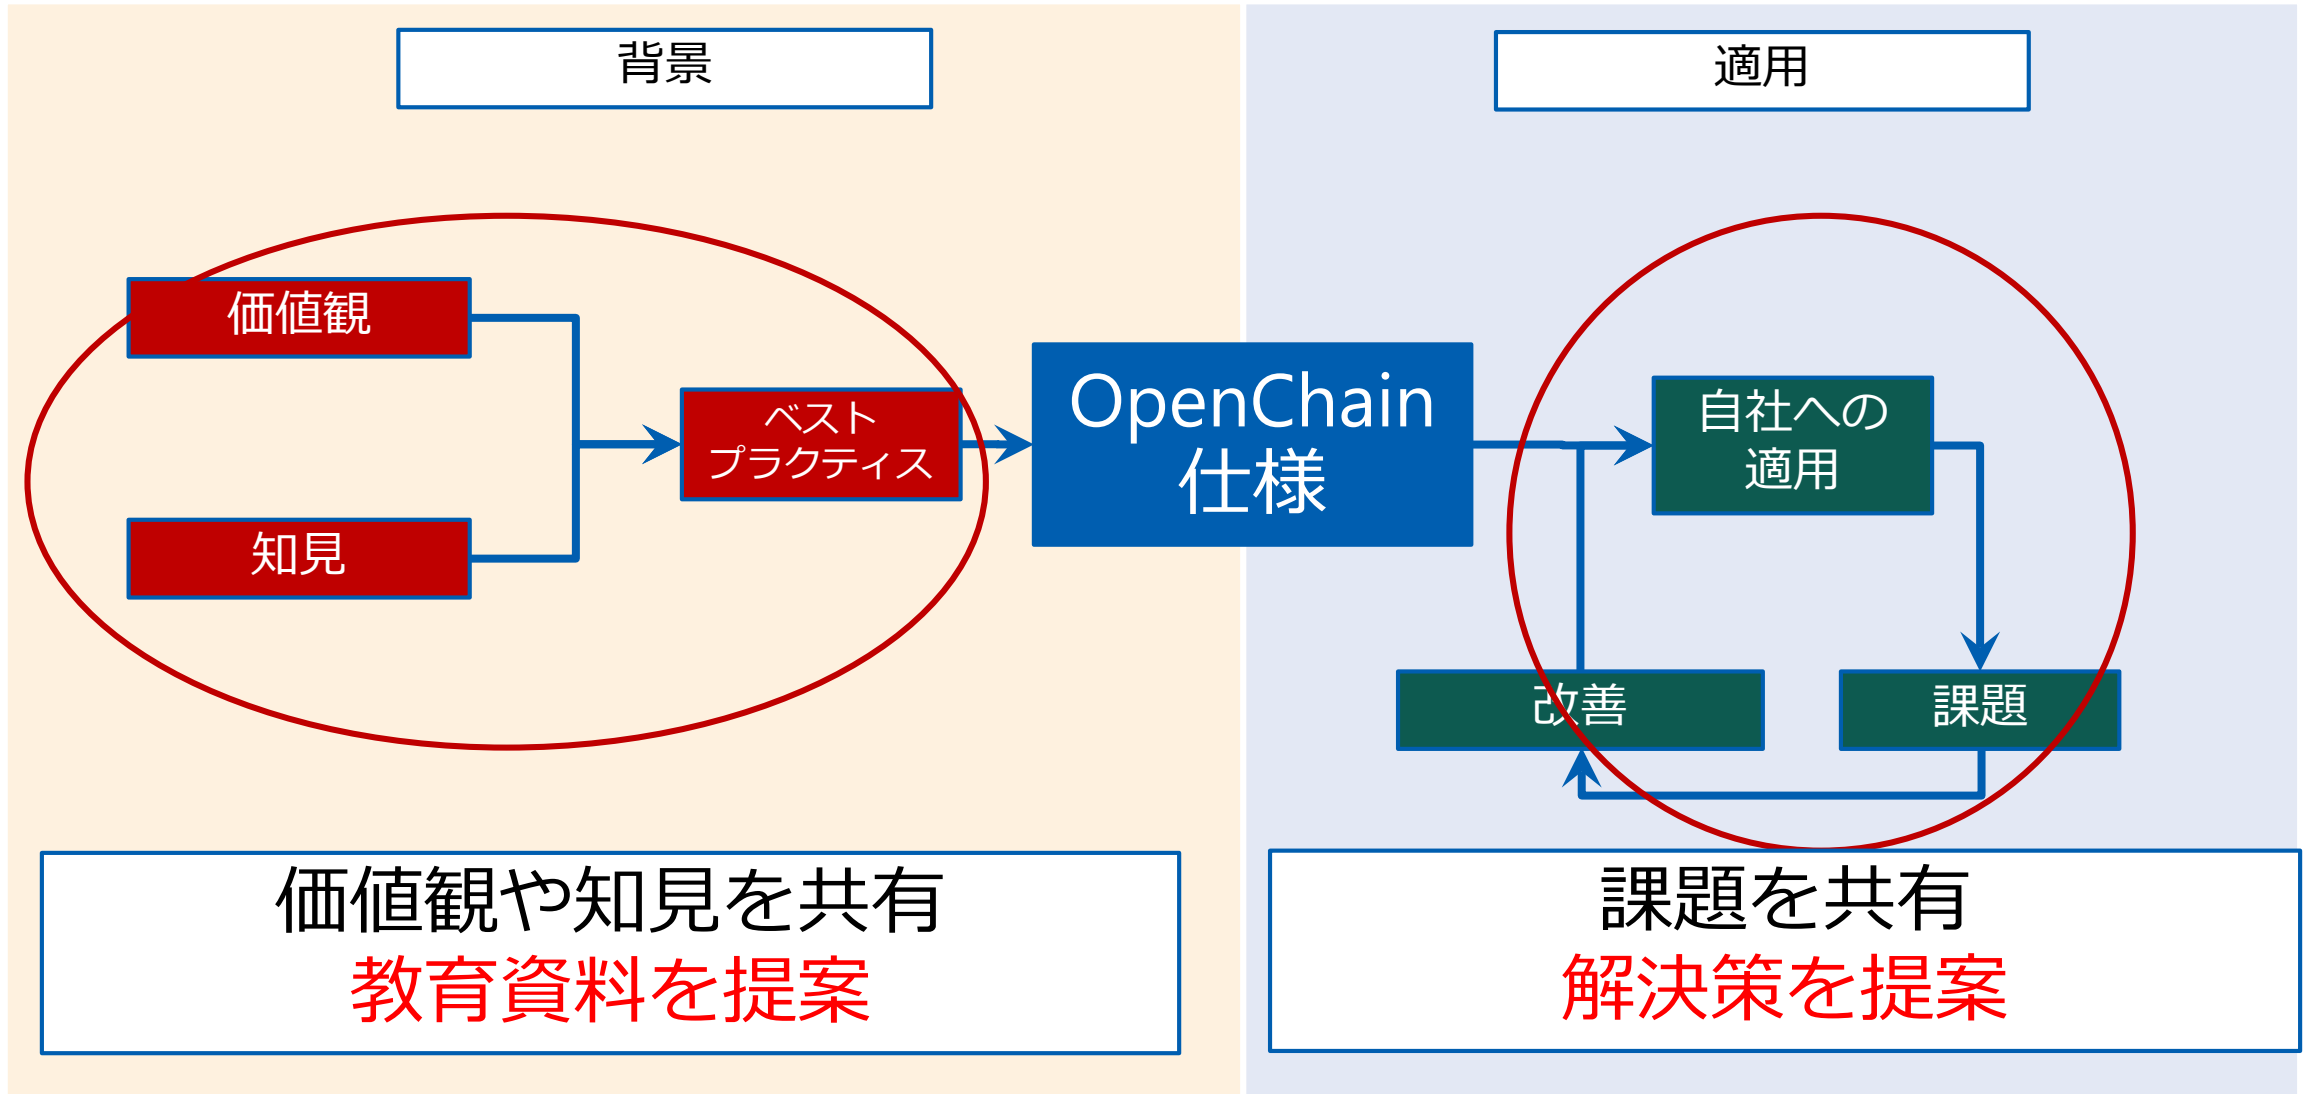 背景
適用
価値観
知見
ベスト
プラクティス
OpenChain
仕様
自社への
適用
改善
課題
価値観や知見を共有
教育資料を提案
課題を共有
解決策を提案